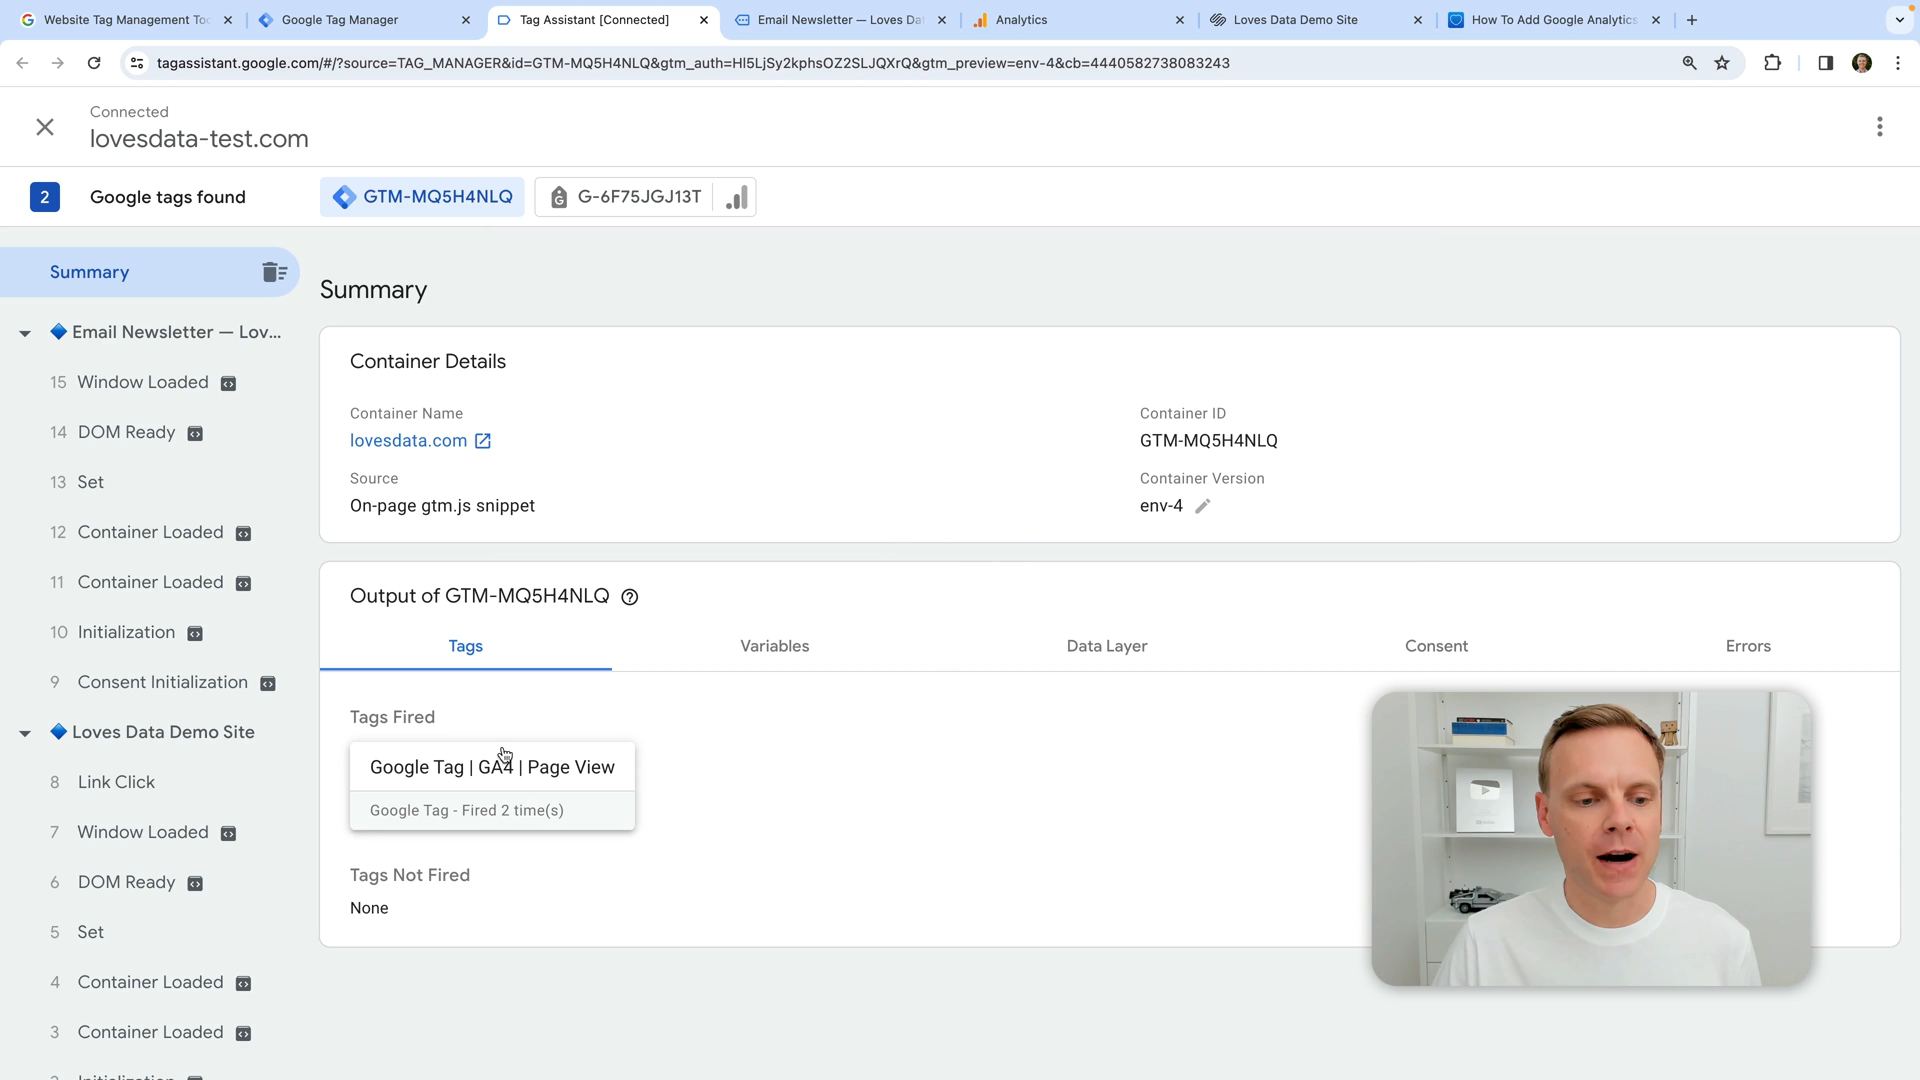 Website Tag Management Too
Google Tag Manager
Tag Assistant [Connected]
Email Newsletter — Loves Da
Analytics
Loves Data Demo Site
How To Add Google Analytics
tagassistant.google.com/#/?source=TAG_MANAGER&id=GTM-MQ5H4NLQ&gtm_auth=Hl5LjSy2kphsOZ2SLJQXrQ&gtm_preview=env-4&cb=4440582738083243
Connected
lovesdata-test.com
2 Google tags found GTM-MQ5H4NLQ G-6F75JGJ13T
Summary
Email Newsletter — Lov...
15 Window Loaded
14 DOM Ready
13 Set
12 Container Loaded
11 Container Loaded
10 Initialization
9 Consent Initialization
Loves Data Demo Site
8 Link Click
7 Window Loaded
6 DOM Ready
5 Set
4 Container Loaded
3 Container Loaded
Summary
Container Details
Container Name
lovesdata.com
Container ID
GTM-MQ5H4NLQ
Source
On-page gtm.js snippet
Container Version
env-4
Output of GTM-MQ5H4NLQ
Tags Variables Data Layer Consent Errors
Tags Fired
Google Tag | GA4 | Page View
Google Tag - Fired 2 time(s)
Tags Not Fired
None